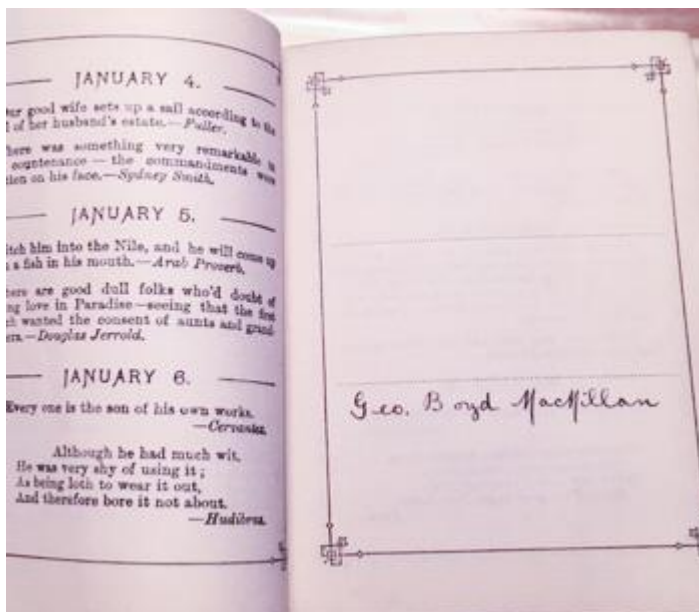 JANUARY 4.
our good wife sets up a sail according to the
of her husband's estate.—Fuller.
here was something very remarkable in
countenance — the commandments were
on his face.—Sydney Smith.
JANUARY 5.
him into the Nile, and he will come up
a fish in his mouth.—Arab Proverb.
are good dull folks who'd doubt of
love in Paradise—seeing that the first
wanted the consent of aunts and grand-
—Douglas Jerrold.
JANUARY 6.
Every one is the son of his own works.
—Cervantes.
Although he had much wit,
He was very shy of using it;
As being loth to wear it out,
And therefore bore it not about.
—Hudibras.
Geo. Boyd MacMillan